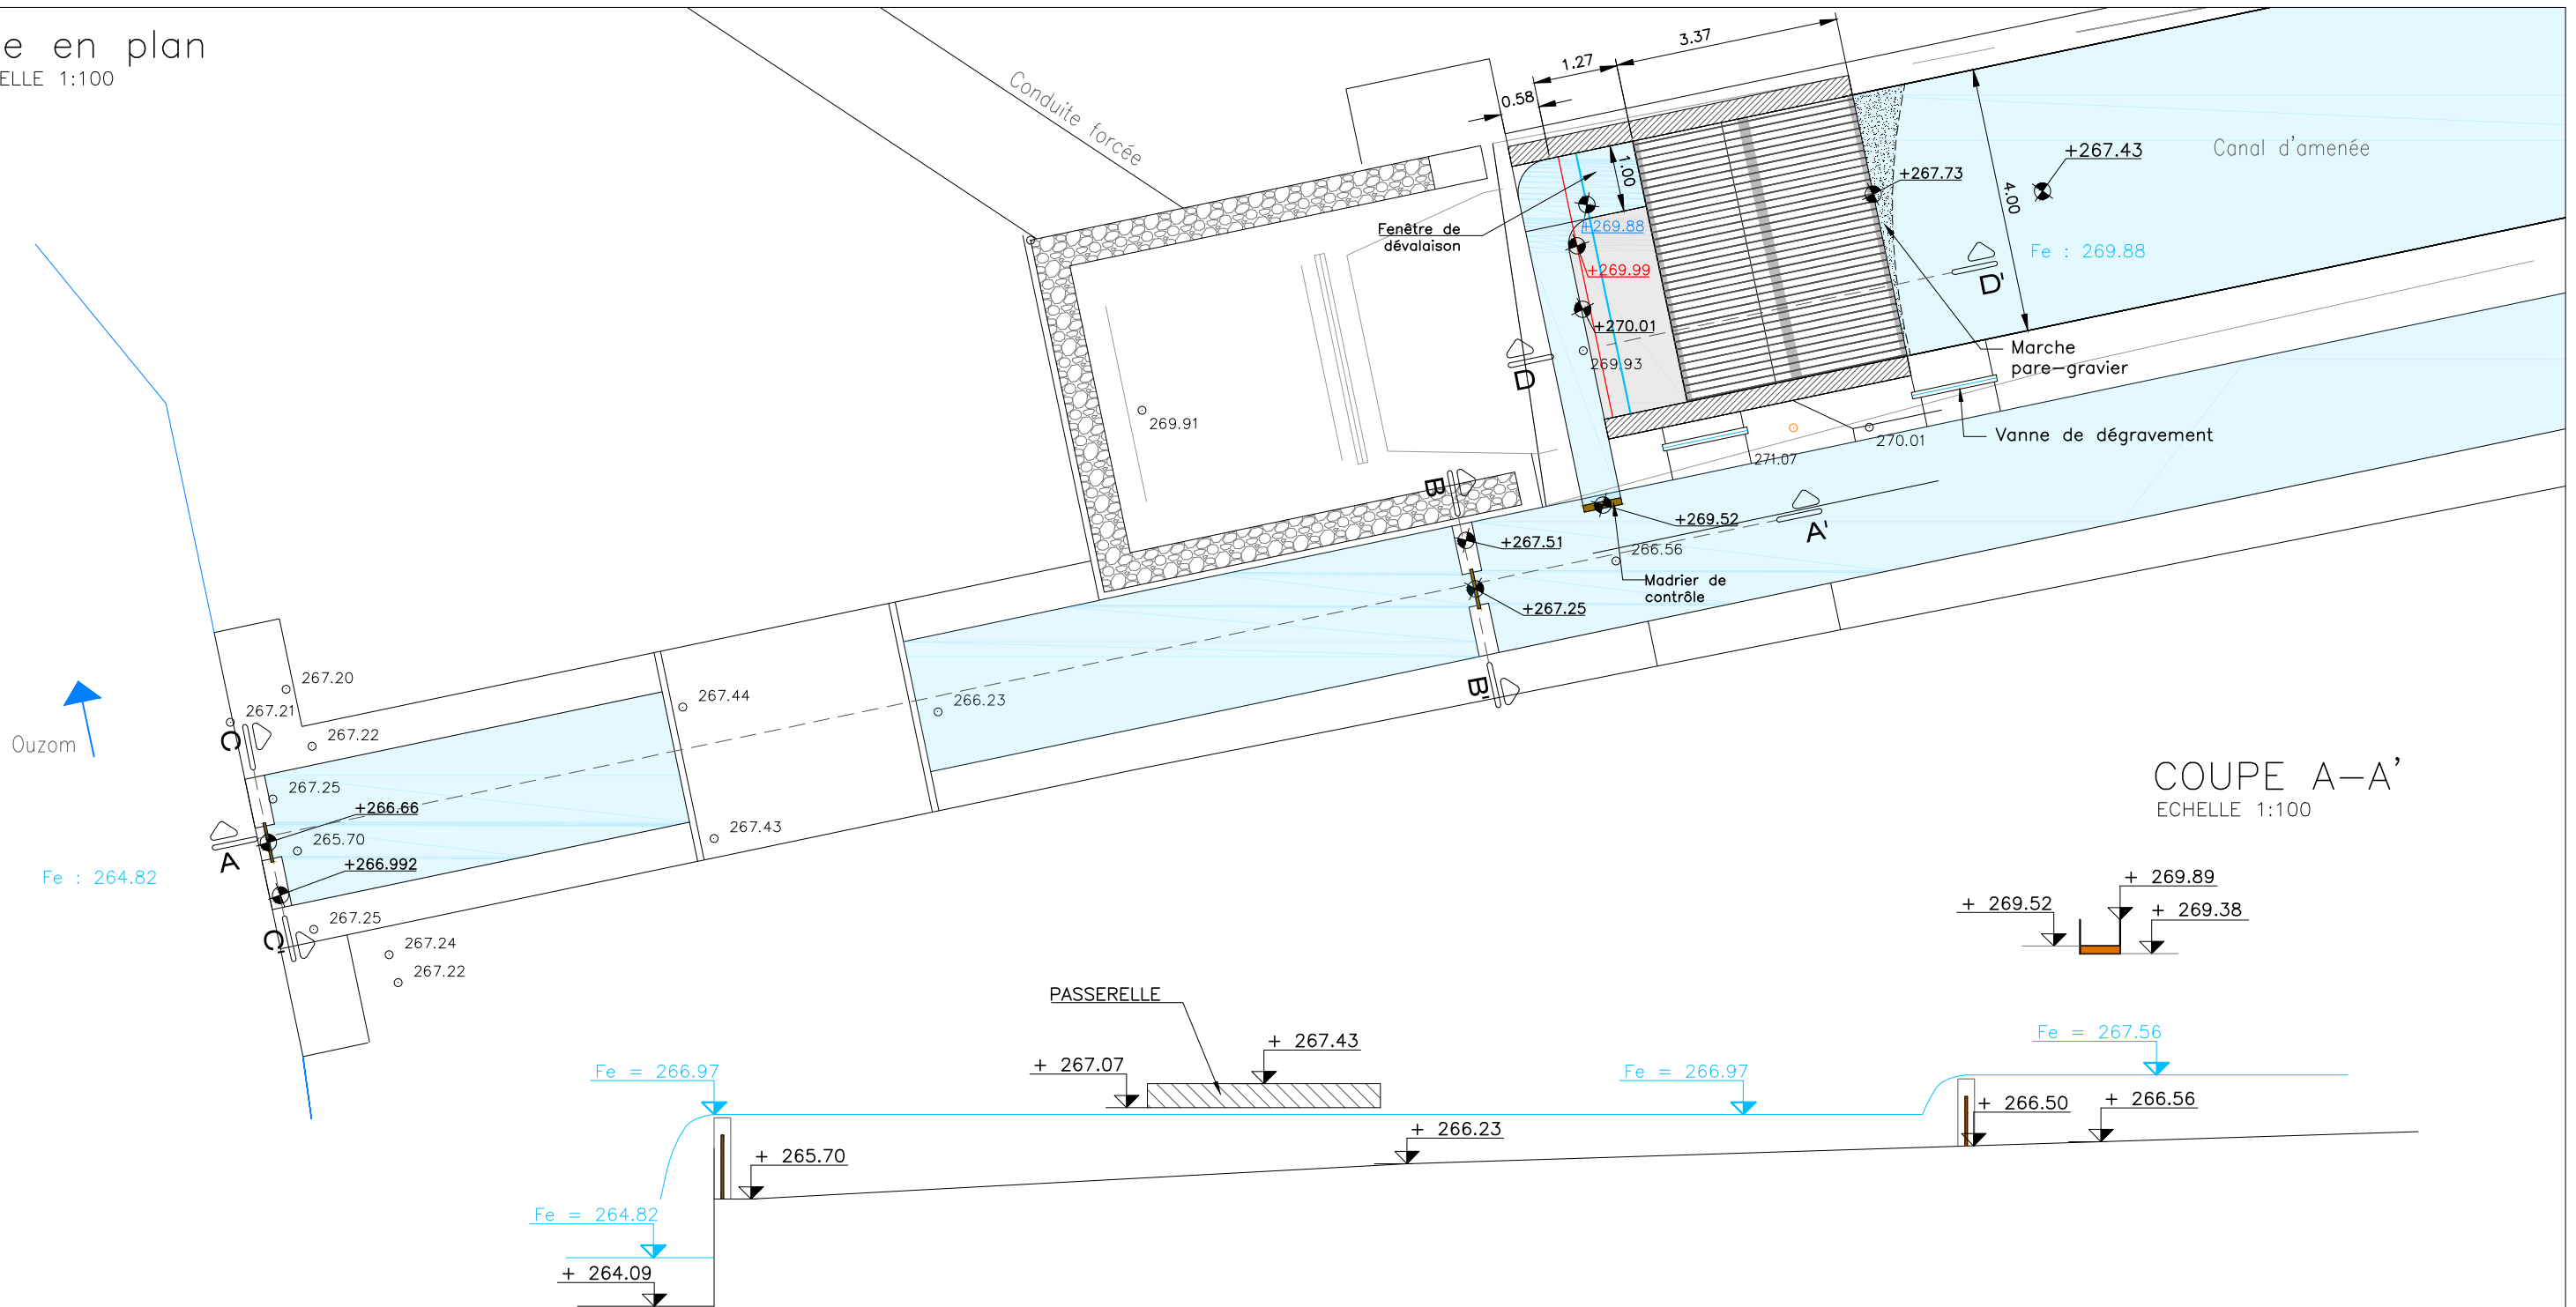 e en plan
ELLE 1:100
Conduite forcée
0.58
1.27
3.37
1.00
4.00
+267.73
+267.43
Canal d'amenée
Fe : 269.88
Fenêtre de
dévalaison
+269.88
+269.99
+270.01
269.93
D
D'
Marche
pare-gravier
Vanne de dégravement
270.01
271.07
269.91
B
+269.52
A'
+267.51
266.56
Madrier de
contrôle
+267.25
B'
267.20
267.21
267.22
C
Ouzom
267.44
266.23
267.25
+266.66
265.70
+266.992
A
Fe : 264.82
267.43
267.25
C'
267.24
267.22
COUPE A-A'
ECHELLE 1:100
+ 269.89
+ 269.52
+ 269.38
PASSERELLE
+ 267.43
+ 267.07
Fe = 266.97
Fe = 266.97
Fe = 267.56
+ 266.50
+ 266.56
+ 266.23
+ 265.70
Fe = 264.82
+ 264.09